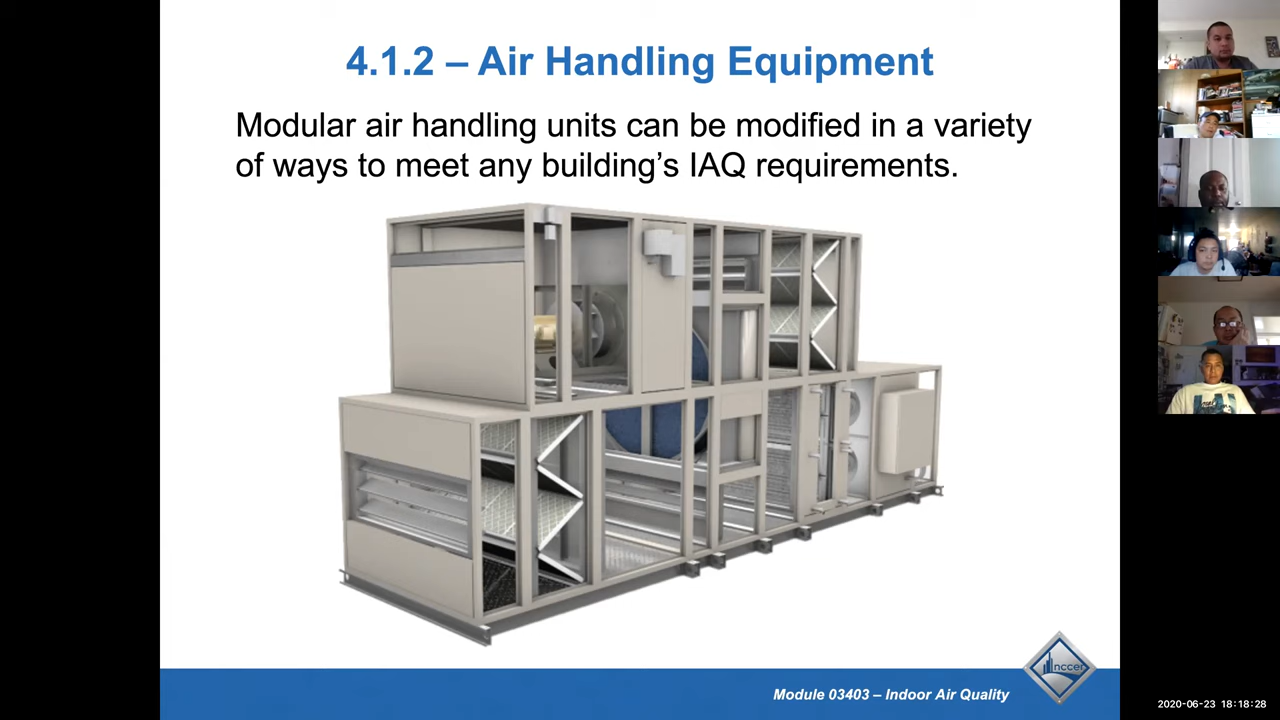 4.1.2 – Air Handling Equipment
Modular air handling units can be modified in a variety
of ways to meet any building’s IAQ requirements.
nccer
Module 03403 – Indoor Air Quality
2020-06-23 18:18:28